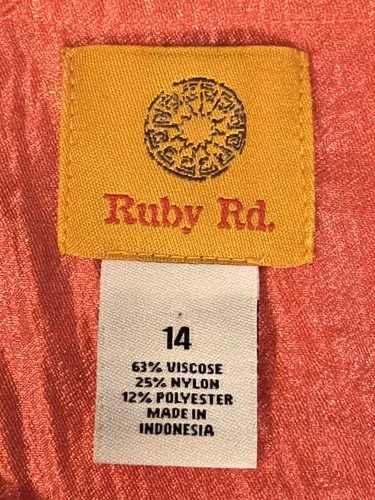 Ruby Rd.
14
63% VISCOSE
25% NYLON
12% POLYESTER
MADE IN
INDONESIA